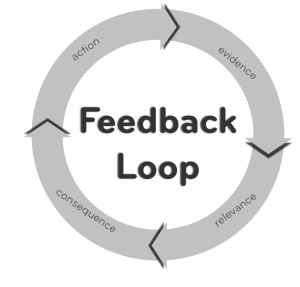 Feedback
Loop
evidence
relevance
consequence
action